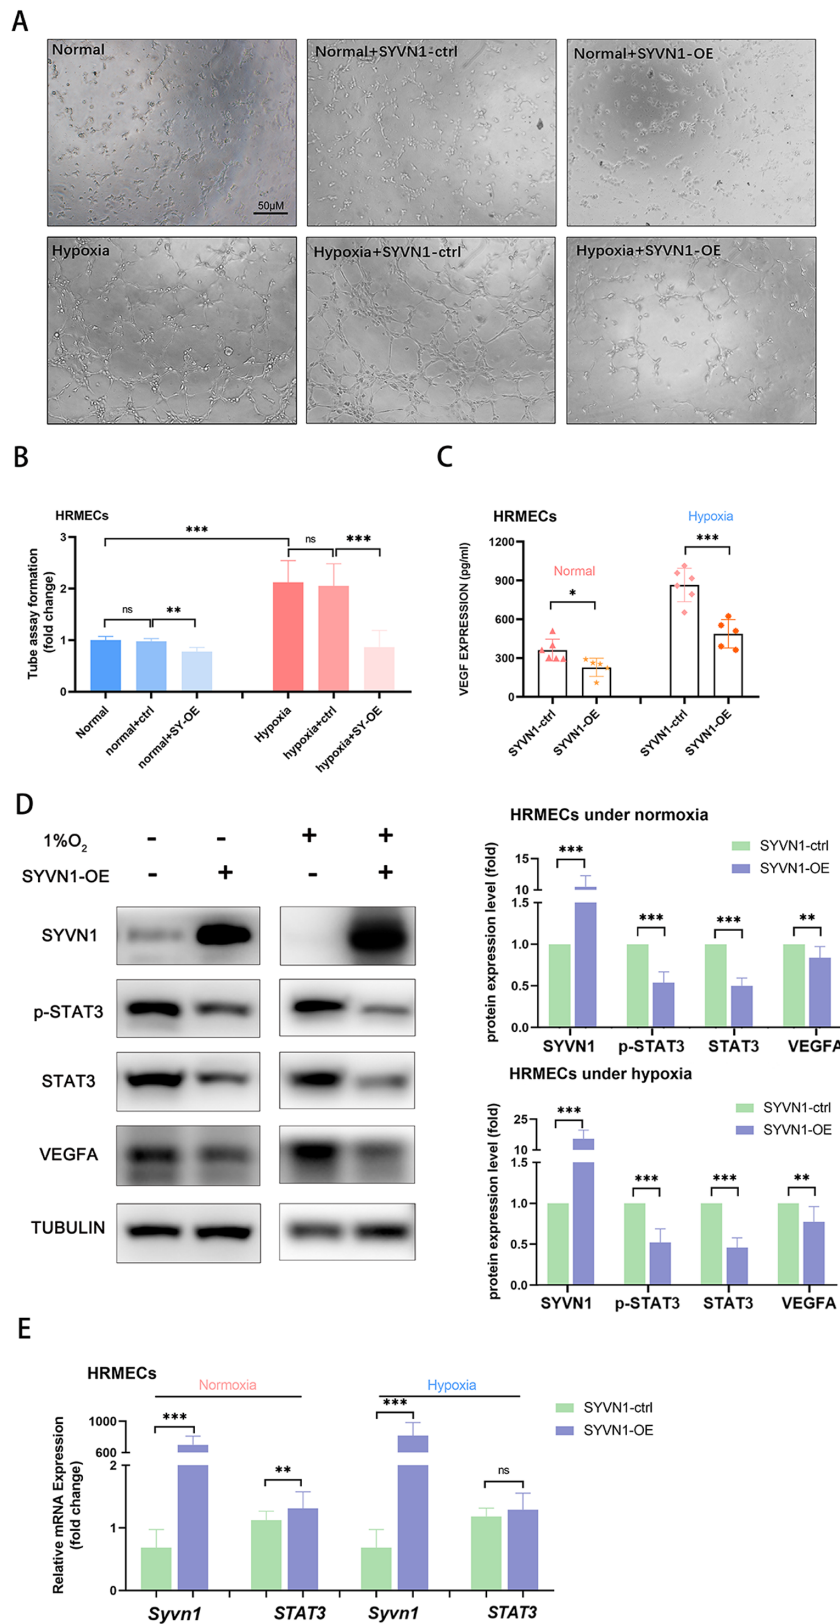 A
Normal
Normal+SYVN1-ctrl
Normal+SYVN1-OE
50μM
Hypoxia
Hypoxia+SYVN1-ctrl
Hypoxia+SYVN1-OE
B
HRMECs
Tube assay formation
(fold change)
3
2
1
0
***
ns
**
ns
***
Normal
normal+ctrl
normal+SY-OE
Hypoxia
hypoxia+ctrl
hypoxia+SY-OE
C
HRMECs
Hypoxia
Normal
VEGF EXPRESSION (pg/ml)
1200
900
600
300
0
*
***
SYVN1-ctrl
SYVN1-OE
SYVN1-ctrl
SYVN1-OE
D
1%O₂ - - + +
SYVN1-OE - + - +
SYVN1
p-STAT3
STAT3
VEGFA
TUBULIN
HRMECs under normoxia
SYVN1-ctrl
SYVN1-OE
protein expression level (fold)
15
10
1.5
1.0
0.5
0.0
***
***
***
**
SYVN1 p-STAT3 STAT3 VEGFA
HRMECs under hypoxia
SYVN1-ctrl
SYVN1-OE
protein expression level (fold)
25
10
1.5
1.0
0.5
0.0
***
***
***
**
SYVN1 p-STAT3 STAT3 VEGFA
E
HRMECs
Normoxia
Hypoxia
SYVN1-ctrl
SYVN1-OE
Relative mRNA Expression
(fold change)
1000
600
2
1
0
***
**
***
ns
Syvn1 STAT3 Syvn1 STAT3